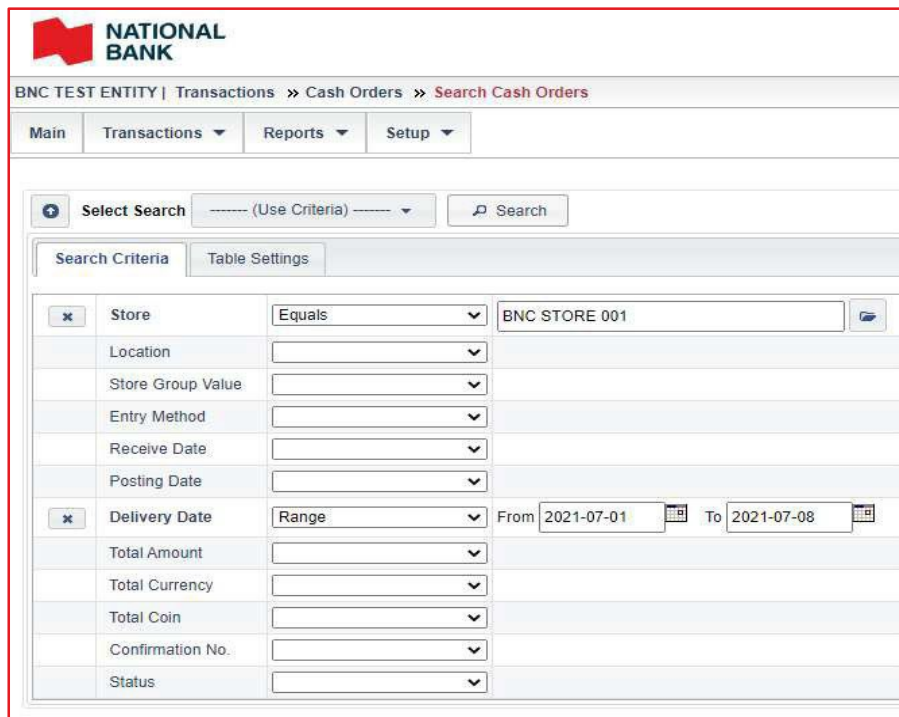 NATIONAL
BANK
BNC TEST ENTITY | Transactions » Cash Orders » Search Cash Orders
Main Transactions Reports Setup
Select Search ------- (Use Criteria) ------- Search
Search Criteria Table Settings
Store Equals BNC STORE 001
Location
Store Group Value
Entry Method
Receive Date
Posting Date
Delivery Date Range From 2021-07-01 To 2021-07-08
Total Amount
Total Currency
Total Coin
Confirmation No.
Status